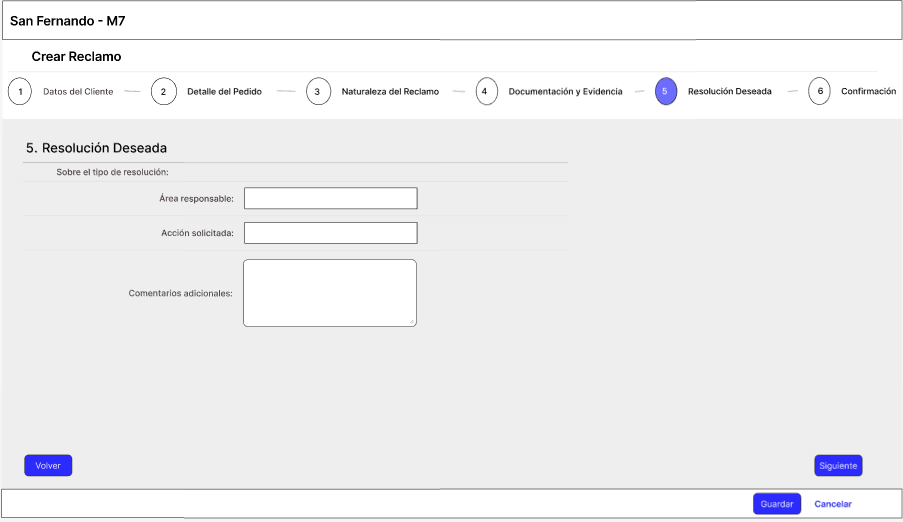 San Fernando - M7
Crear Reclamo
1 Datos del Cliente 2 Detalle del Pedido 3 Naturaleza del Reclamo 4 Documentación y Evidencia 5 Resolución Deseada 6 Confirmación
5. Resolución Deseada
Sobre el tipo de resolución:
Área responsable:
Acción solicitada:
Comentarios adicionales:
Volver Siguiente
Guardar Cancelar